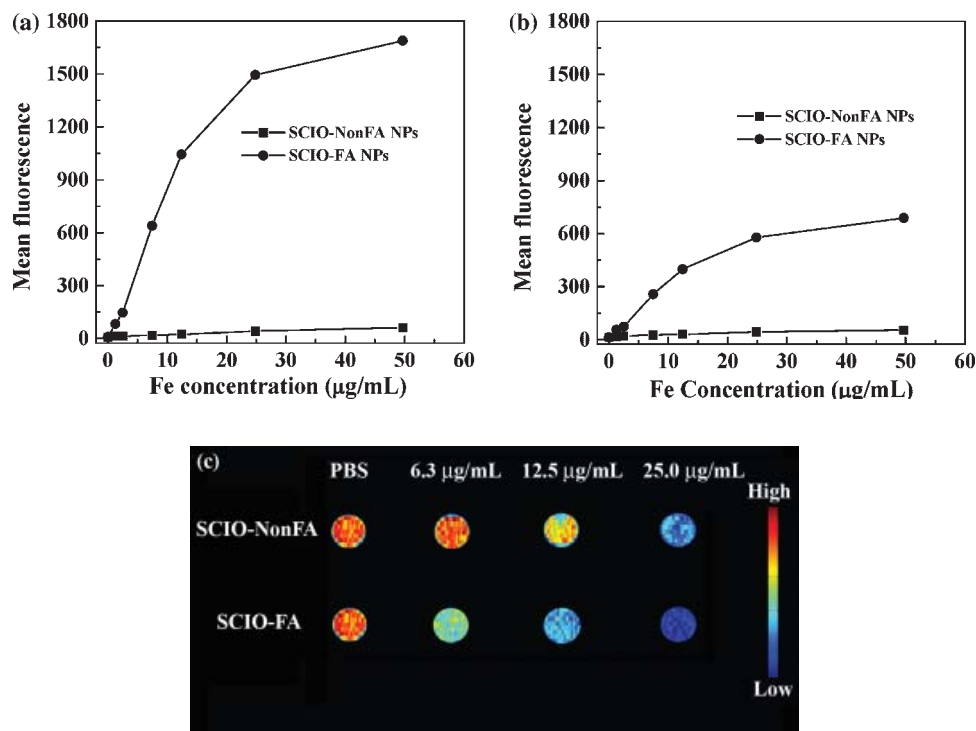 (a)
1800
1500
1200
900
600
300
0
Mean fluorescence
SCIO-NonFA NPs
SCIO-FA NPs
0 10 20 30 40 50 60
Fe concentration (μg/mL)
(b)
1800
1500
1200
900
600
300
0
Mean fluorescence
SCIO-NonFA NPs
SCIO-FA NPs
0 10 20 30 40 50 60
Fe Concentration (μg/mL)
(c)
PBS 6.3 μg/mL 12.5 μg/mL 25.0 μg/mL
High
SCIO-NonFA
SCIO-FA
Low